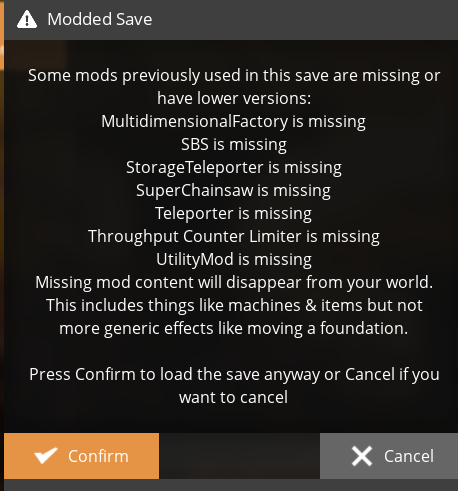 Modded Save
Some mods previously used in this save are missing or
have lower versions:
MultidimensionalFactory is missing
SBS is missing
StorageTeleporter is missing
SuperChainsaw is missing
Teleporter is missing
Throughput Counter Limiter is missing
UtilityMod is missing
Missing mod content will disappear from your world.
This includes things like machines & items but not
more generic effects like moving a foundation.
Press Confirm to load the save anyway or Cancel if you
want to cancel
Confirm
Cancel